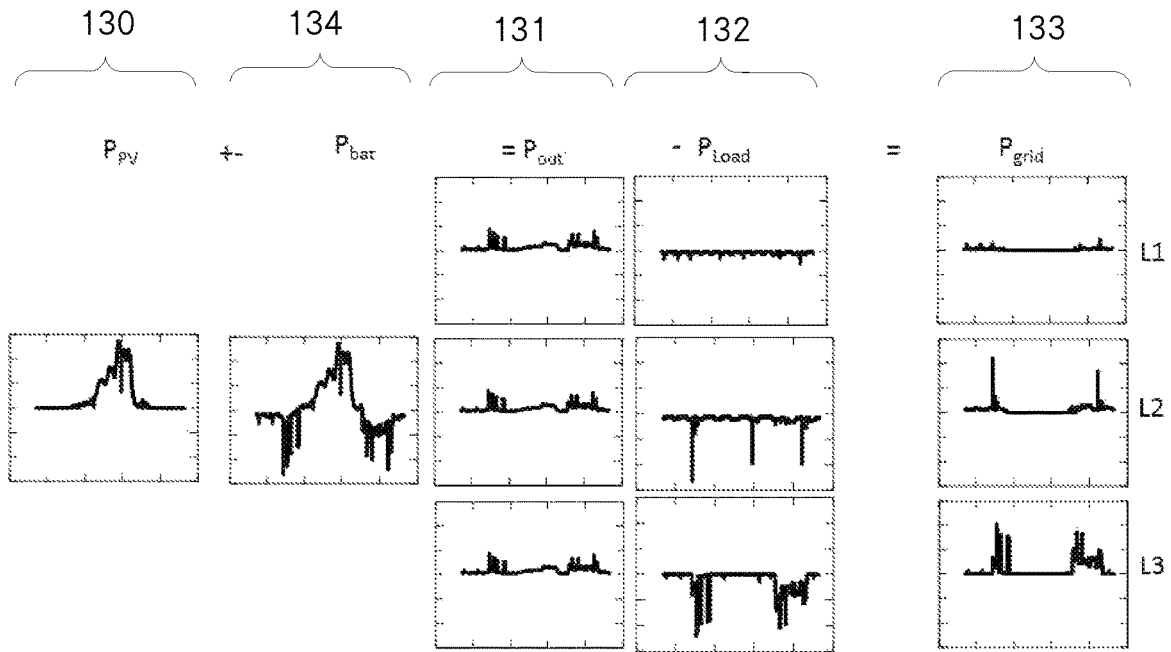 130 134 131 132 133
P_PV +- P_bat = P_out - P_Load = P_grid
L1
L2
L3